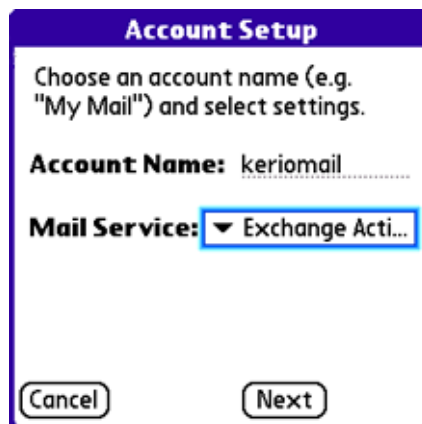 Account Setup
Choose an account name (e.g.
"My Mail") and select settings.
Account Name: keriomail
Mail Service: Exchange Acti...
Cancel Next